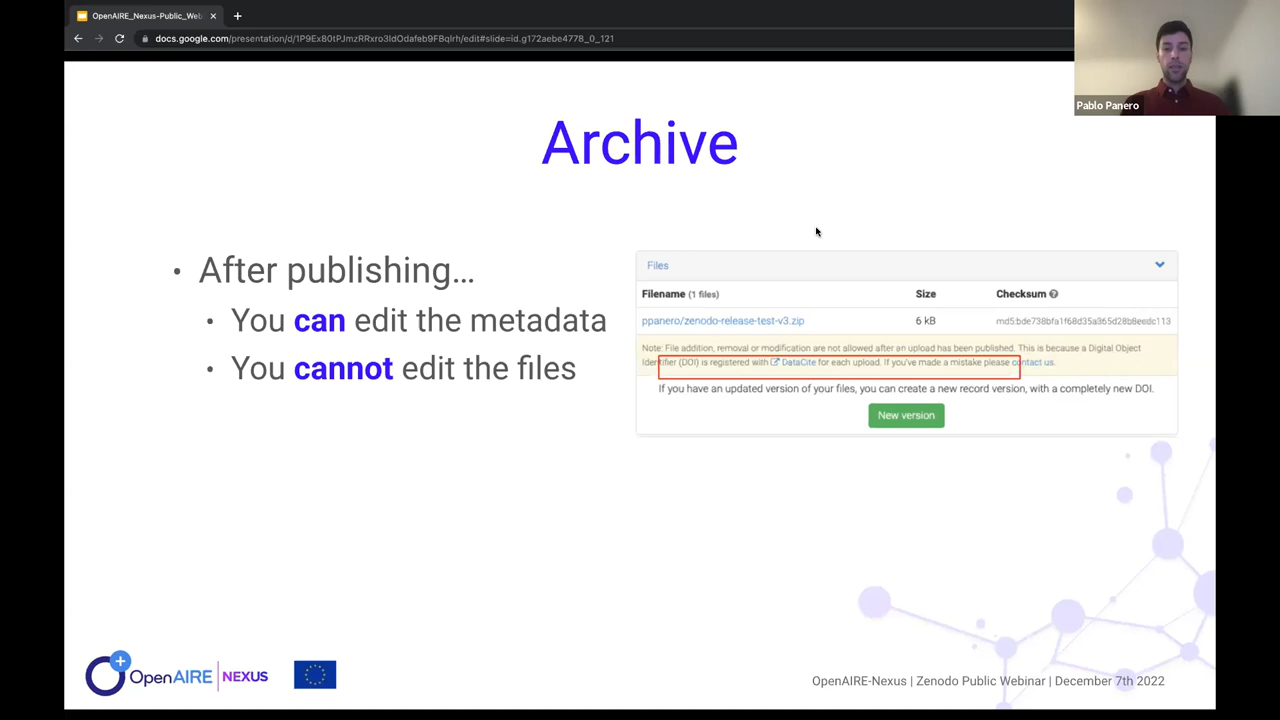 OpenAIRE_Nexus-Public_Web
docs.google.com/presentation/d/1P9Ex80tPJmzRRxro3IdOdafeb9FBqlrh/edit#slide=id.g172aebe4778_0_121
Pablo Panero
Archive
• After publishing…
• You can edit the metadata
• You cannot edit the files
Files
Filename (1 files) Size Checksum
ppanero/zenodo-release-test-v3.zip 6 kB md5:bde738bfa1f68d35a365d28b8eedc113
Note: File addition, removal or modification are not allowed after an upload has been published. This is because a Digital Object
Identifier (DOI) is registered with DataCite for each upload. If you've made a mistake please contact us.
If you have an updated version of your files, you can create a new record version, with a completely new DOI.
New version
OpenAIRE NEXUS
OpenAIRE-Nexus | Zenodo Public Webinar | December 7th 2022